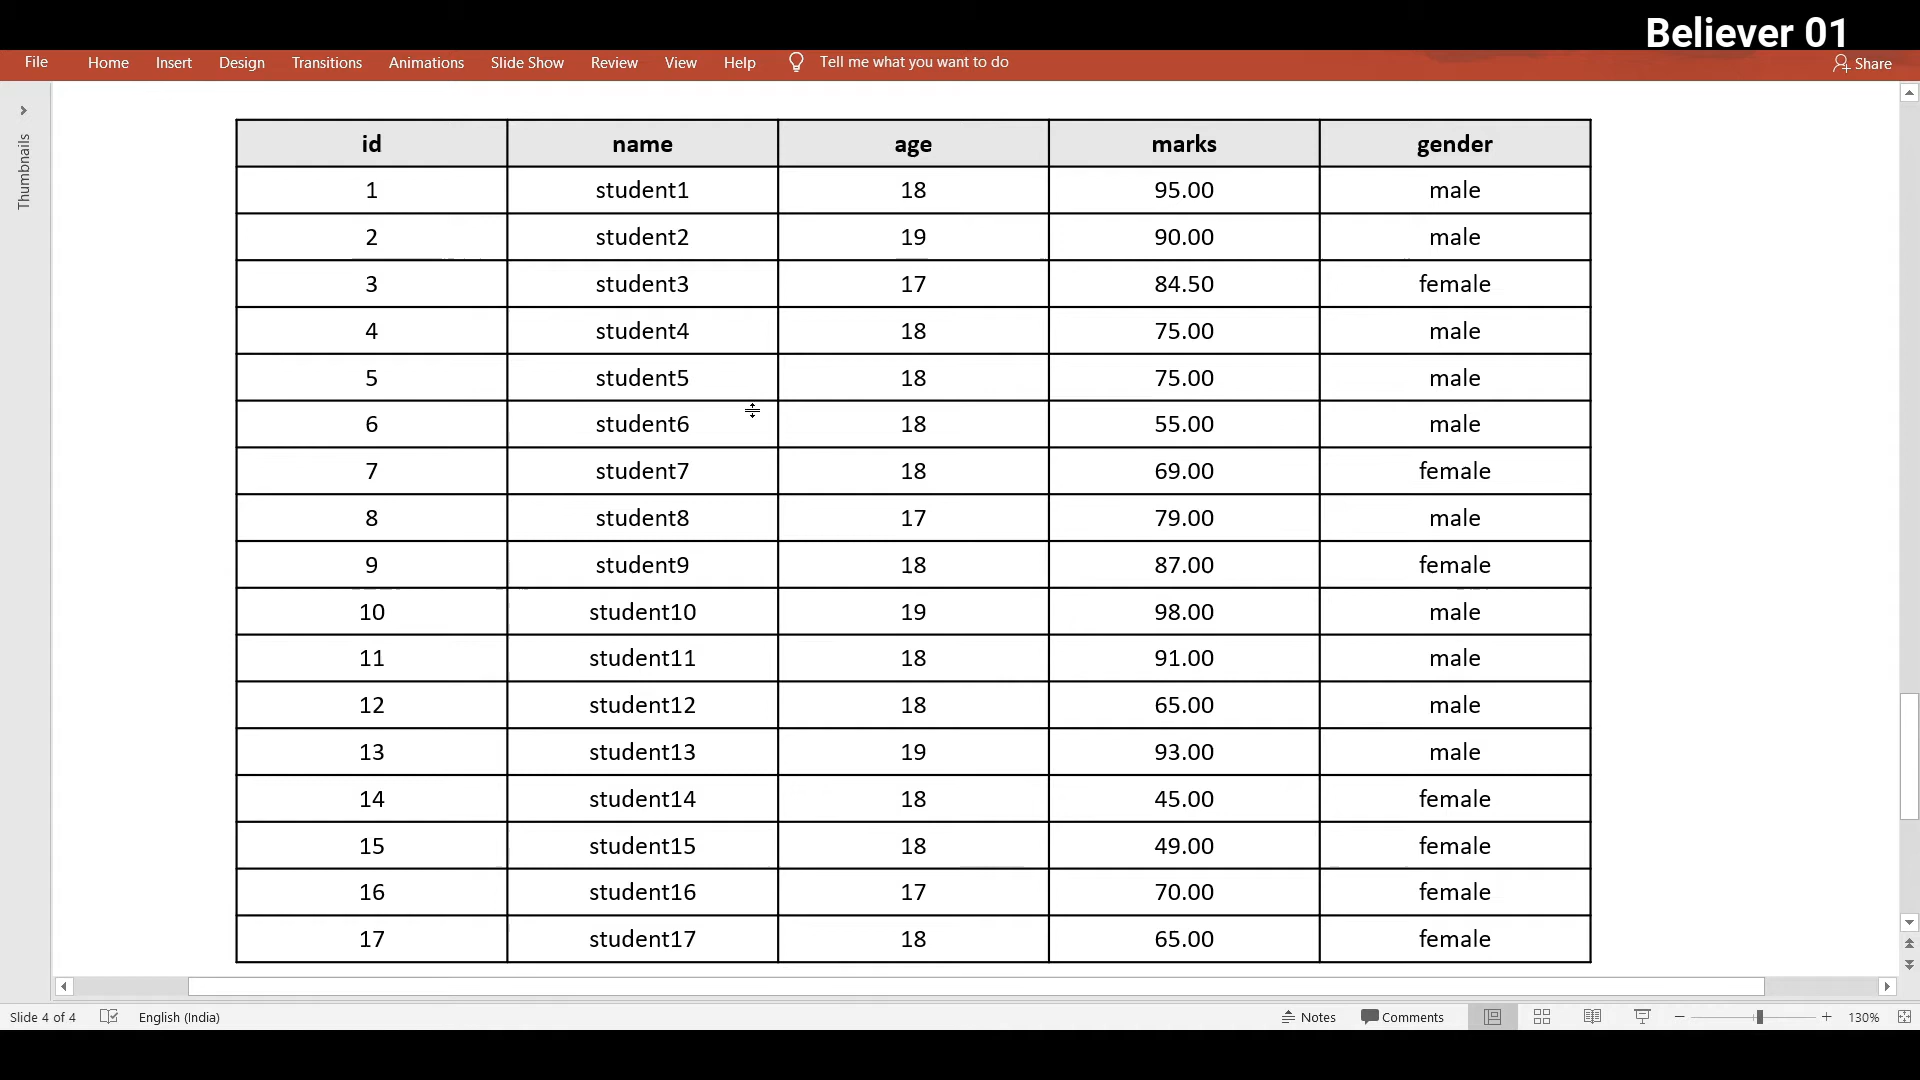 Believer 01
File Home Insert Design Transitions Animations Slide Show Review View Help Tell me what you want to do Share
Thumbnails
id name age marks gender
1 student1 18 95.00 male
2 student2 19 90.00 male
3 student3 17 84.50 female
4 student4 18 75.00 male
5 student5 18 75.00 male
6 student6 18 55.00 male
7 student7 18 69.00 female
8 student8 17 79.00 male
9 student9 18 87.00 female
10 student10 19 98.00 male
11 student11 18 91.00 male
12 student12 18 65.00 male
13 student13 19 93.00 male
14 student14 18 45.00 female
15 student15 18 49.00 female
16 student16 17 70.00 female
17 student17 18 65.00 female
Slide 4 of 4 English (India) Notes Comments 130%